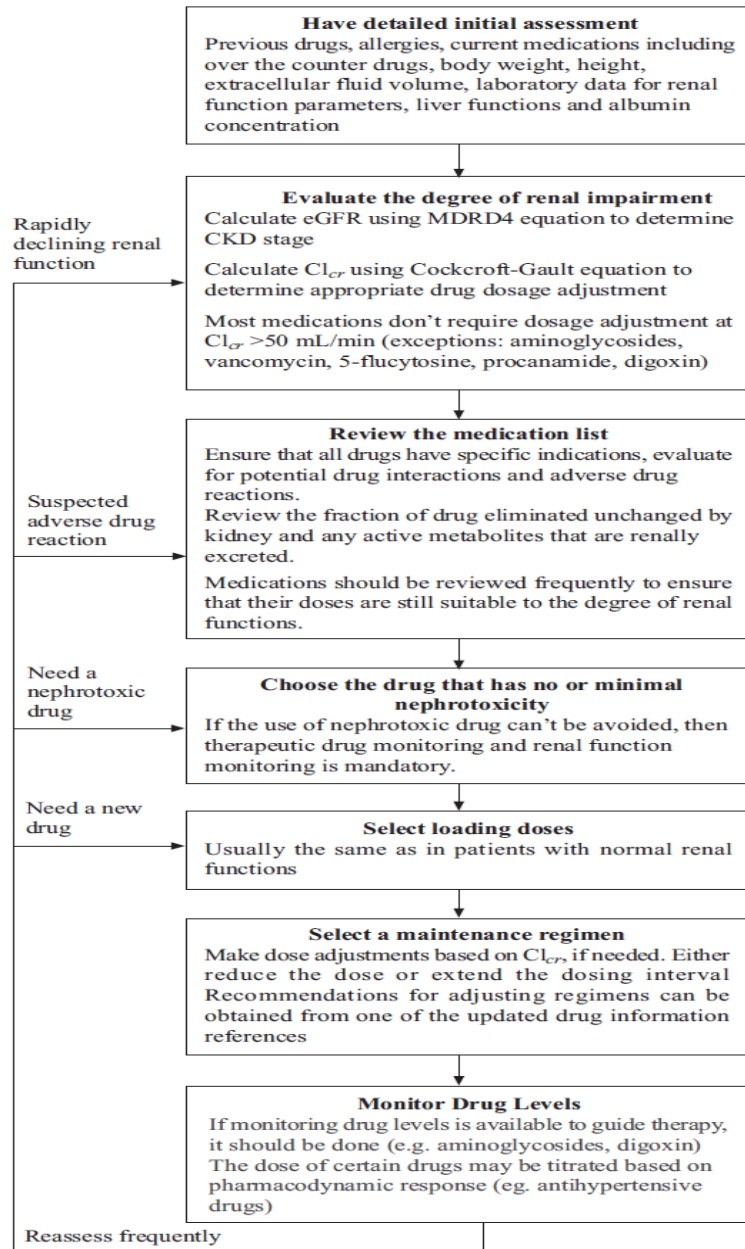 Have detailed initial assessment
Previous drugs, allergies, current medications including
over the counter drugs, body weight, height,
extracellular fluid volume, laboratory data for renal
function parameters, liver functions and albumin
concentration
Rapidly
declining renal
function
Evaluate the degree of renal impairment
Calculate eGFR using MDRD4 equation to determine
CKD stage
Calculate Clcr using Cockcroft-Gault equation to
determine appropriate drug dosage adjustment
Most medications don't require dosage adjustment at
Clcr >50 mL/min (exceptions: aminoglycosides,
vancomycin, 5-flucytosine, procanamide, digoxin)
Suspected
adverse drug
reaction
Review the medication list
Ensure that all drugs have specific indications, evaluate
for potential drug interactions and adverse drug
reactions.
Review the fraction of drug eliminated unchanged by
kidney and any active metabolites that are renally
excreted.
Medications should be reviewed frequently to ensure
that their doses are still suitable to the degree of renal
functions.
Need a
nephrotoxic
drug
Choose the drug that has no or minimal
nephrotoxicity
If the use of nephrotoxic drug can't be avoided, then
therapeutic drug monitoring and renal function
monitoring is mandatory.
Need a new
drug
Select loading doses
Usually the same as in patients with normal renal
functions
Select a maintenance regimen
Make dose adjustments based on Clcr, if needed. Either
reduce the dose or extend the dosing interval
Recommendations for adjusting regimens can be
obtained from one of the updated drug information
references
Monitor Drug Levels
If monitoring drug levels is available to guide therapy,
it should be done (e.g. aminoglycosides, digoxin)
The dose of certain drugs may be titrated based on
pharmacodynamic response (eg. antihypertensive
drugs)
Reassess frequently